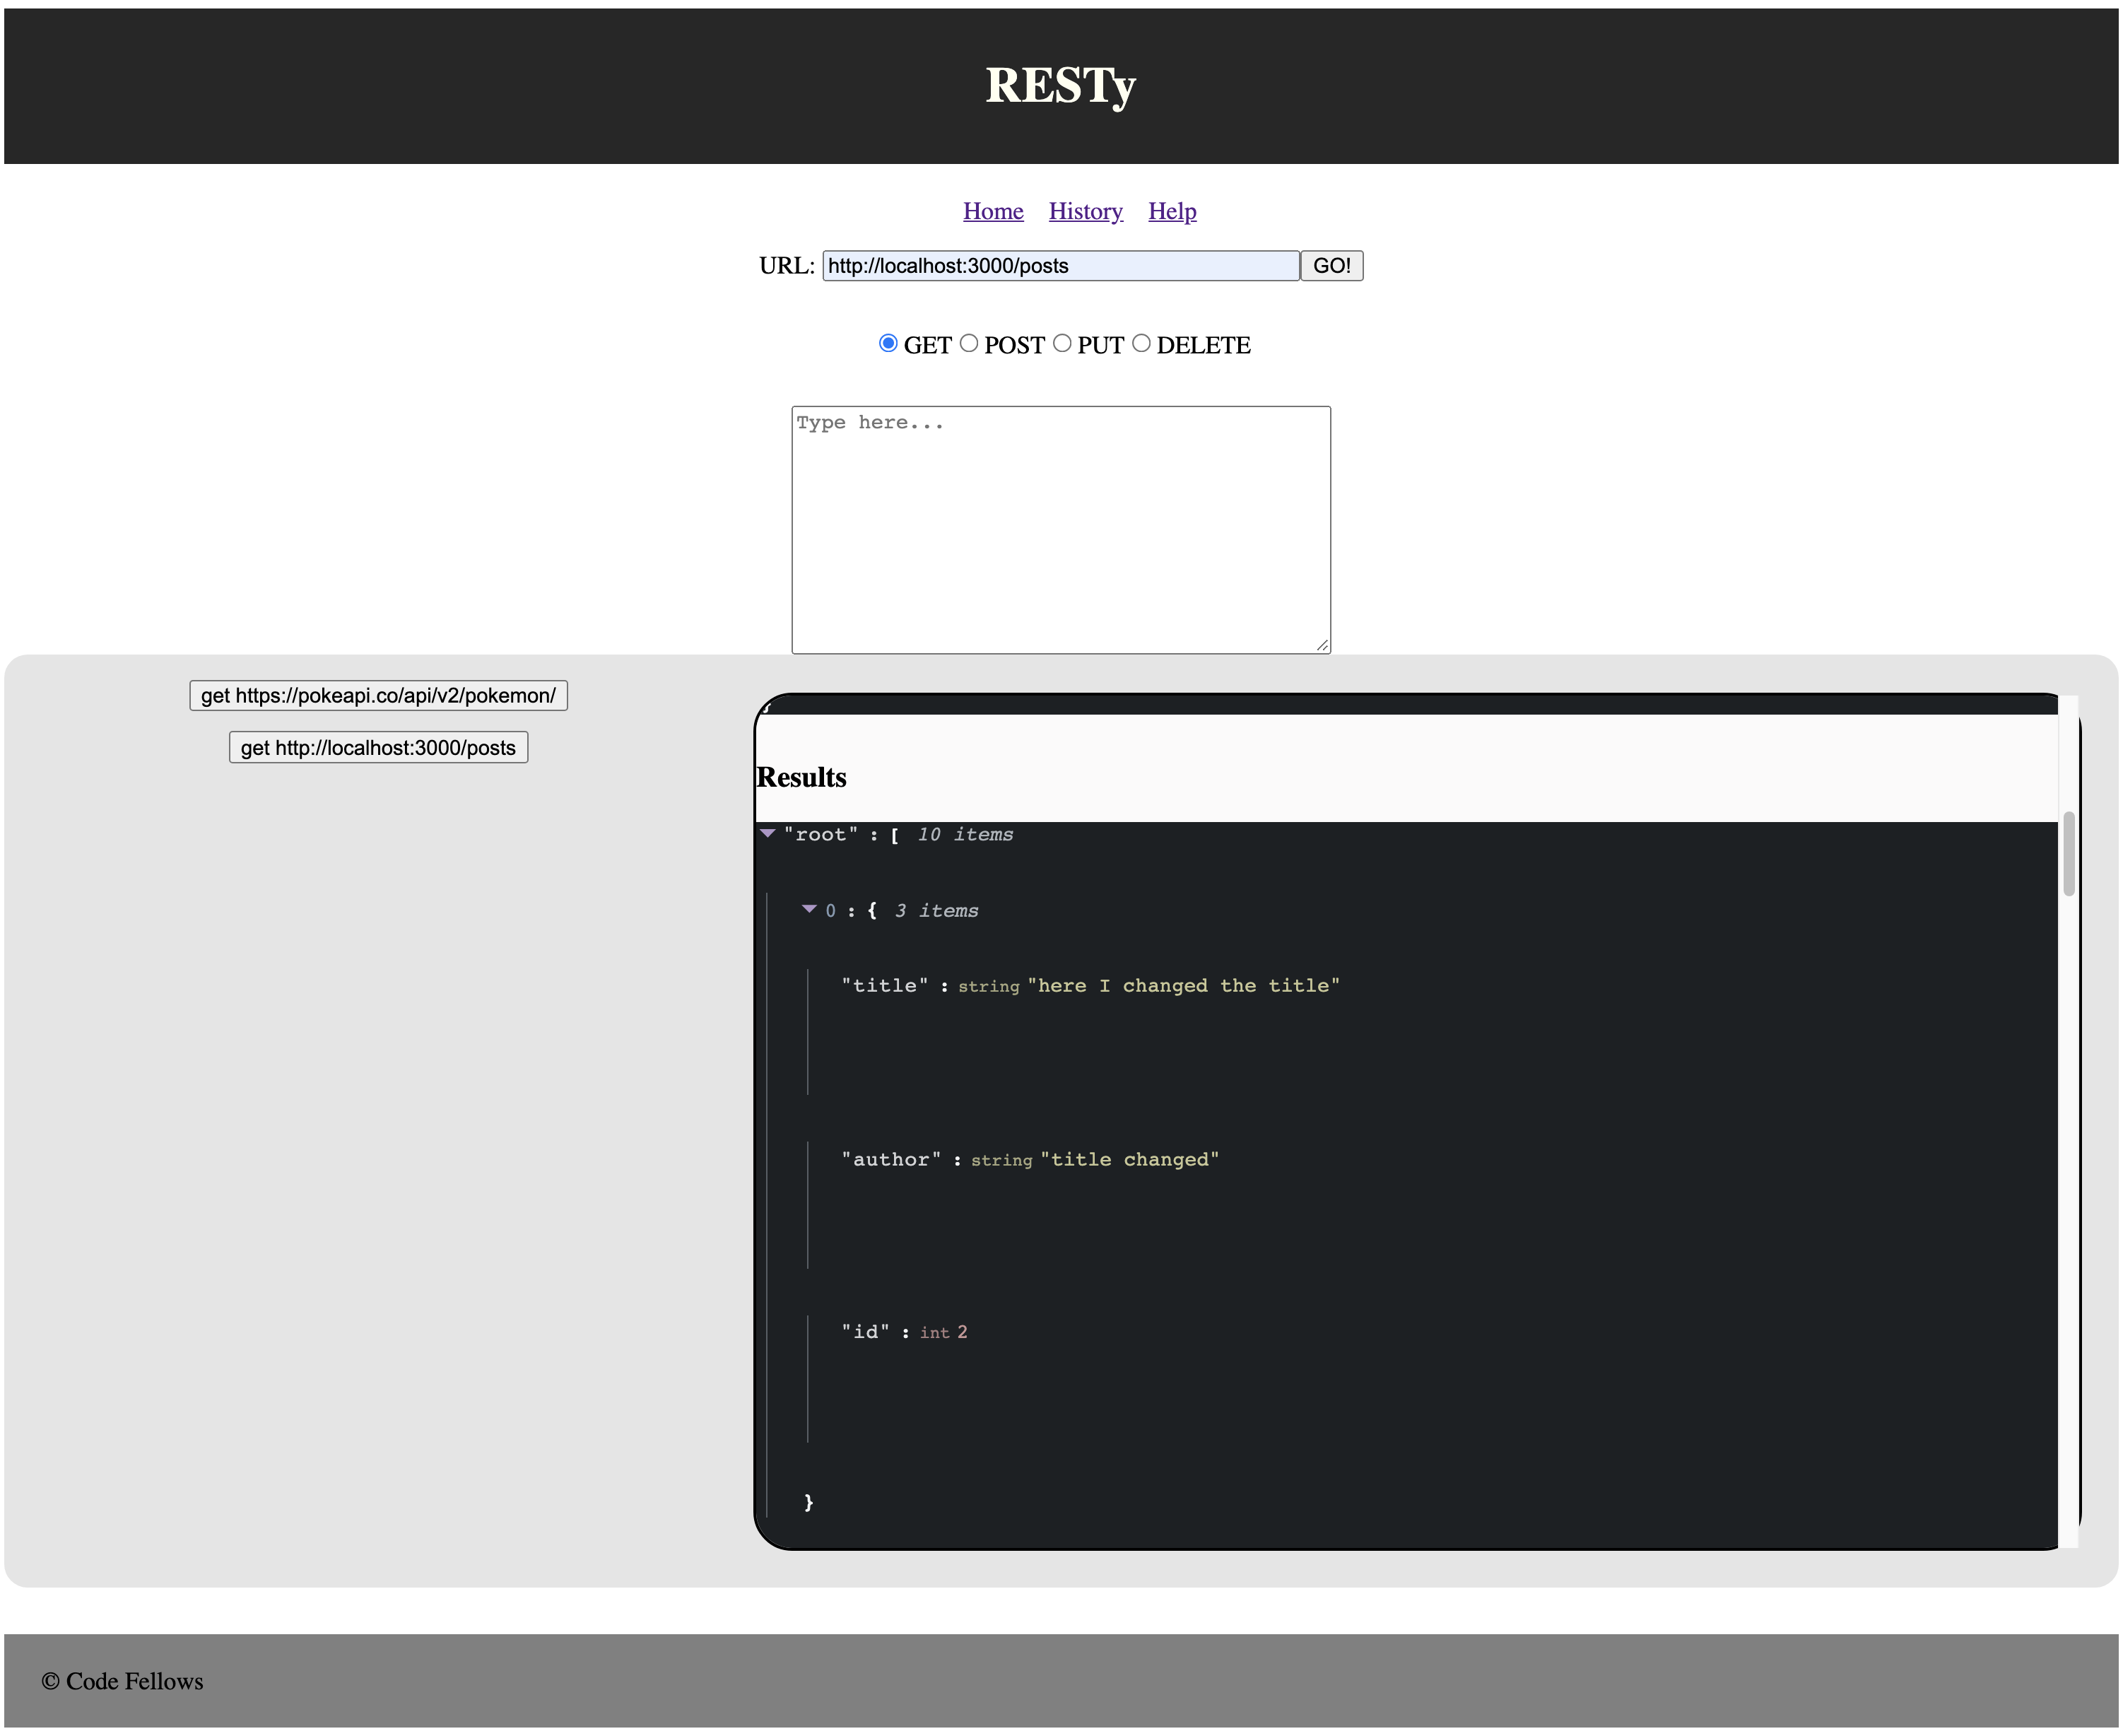 RESTy
Home History Help
URL: http://localhost:3000/posts GO!
GET POST PUT DELETE
Type here...
get https://pokeapi.co/api/v2/pokemon/
get http://localhost:3000/posts
}
Results
"root" : [ 10 items
0 : { 3 items
"title" : string "here I changed the title"
"author" : string "title changed"
"id" : int 2
}
© Code Fellows